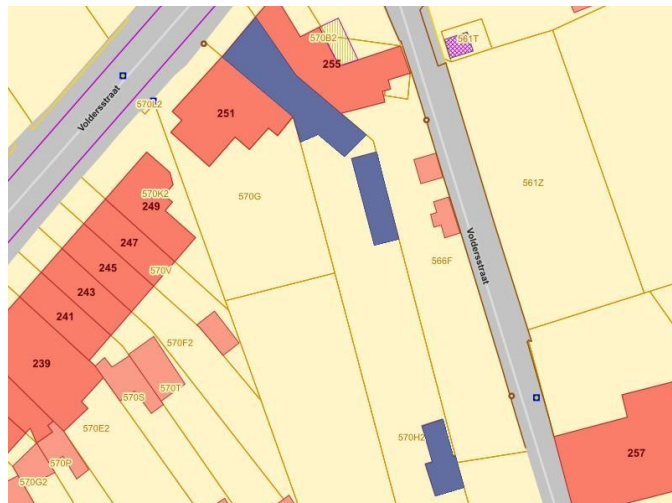 570B2
561T
255
Voldersstraat
570L2
251
570K2
249
570G
561Z
247
245
570V
Voldersstraat
243
566F
241
570F2
239
570T
570S
570H2
570E2
257
570P
570G2